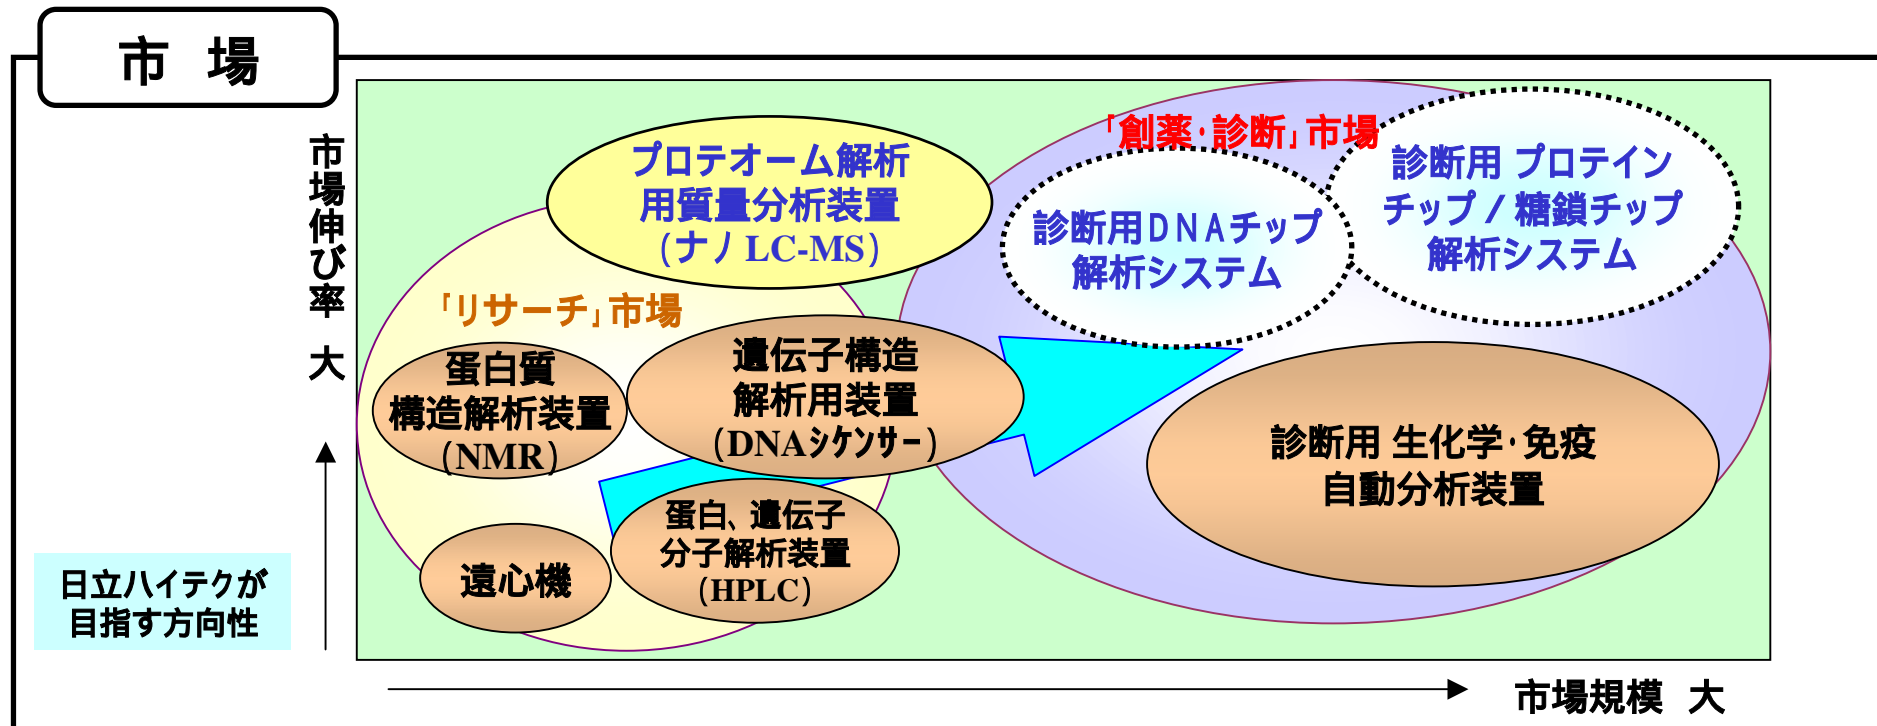 市 場
市場伸び率 大
「創薬・診断」市場
プロテオーム解析
用質量分析装置
(ナノLC-MS)
診断用 プロテイン
チップ/糖鎖チップ
解析システム
診断用DNAチップ
解析システム
「リサーチ」市場
蛋白質
構造解析装置
(NMR)
遺伝子構造
解析用装置
(DNAシケンサー)
診断用 生化学・免疫
自動分析装置
蛋白、遺伝子
分子解析装置
(HPLC)
遠心機
日立ハイテクが
目指す方向性
市場規模 大